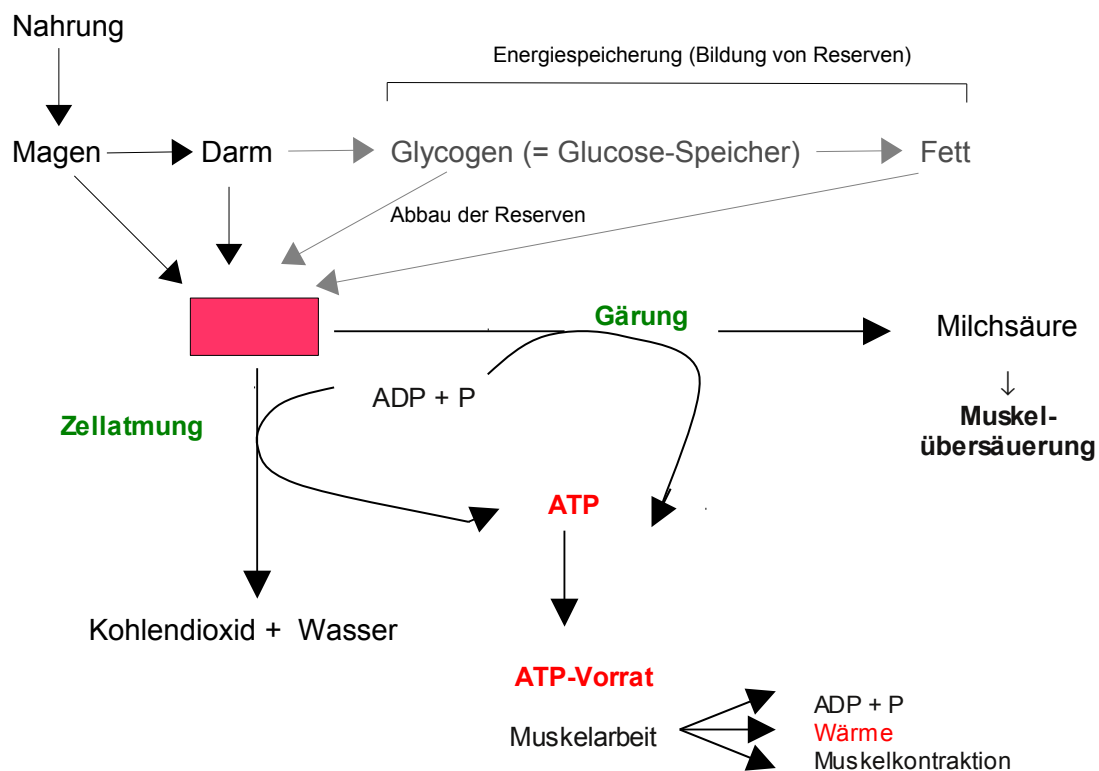 Nahrung
Energiespeicherung (Bildung von Reserven)
Magen
Darm
Glycogen (= Glucose-Speicher)
Fett
Abbau der Reserven
Gärung
Milchsäure
ADP + P
↓
Zellatmung
Muskel-
übersäuerung
ATP
Kohlendioxid + Wasser
ATP-Vorrat
ADP + P
Muskelarbeit
Wärme
Muskelkontraktion